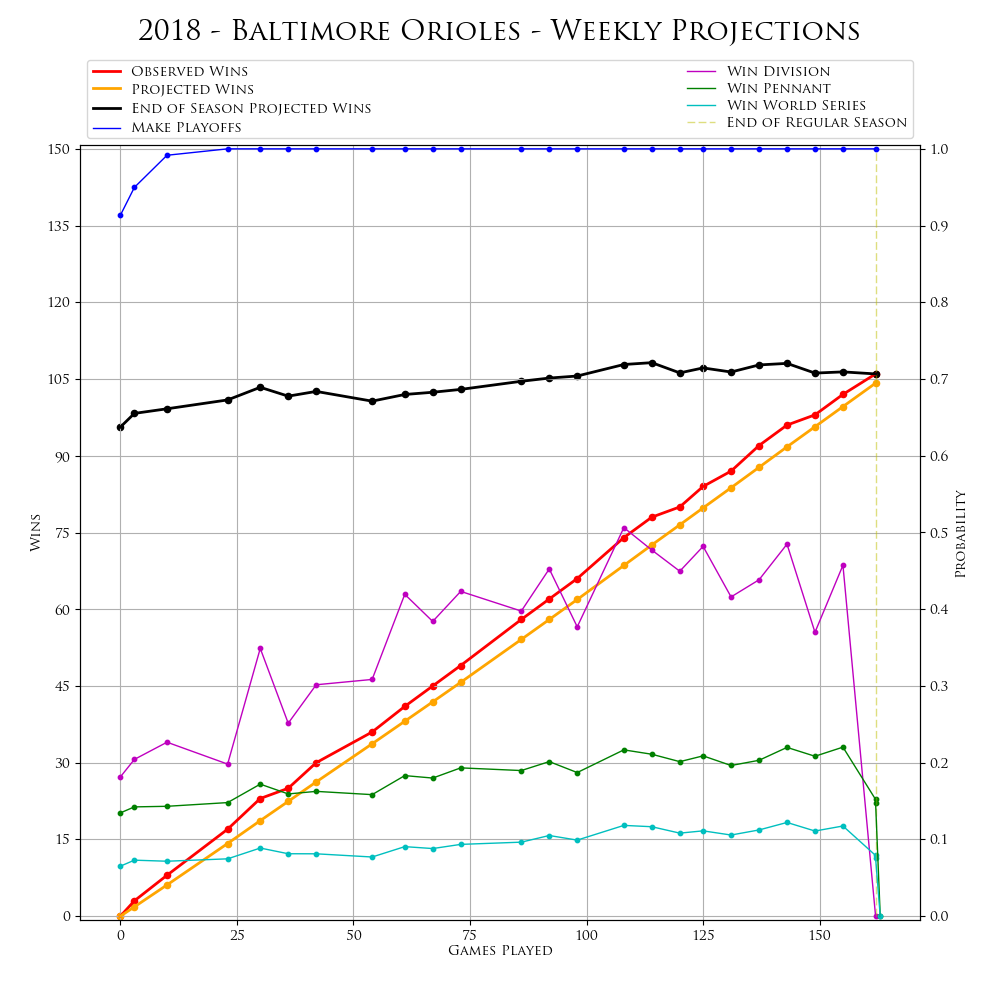 2018 - Baltimore Orioles - Weekly Projections
Observed Wins
Projected Wins
End of Season Projected Wins
Make Playoffs
Win Division
Win Pennant
Win World Series
End of Regular Season
150
135
120
105
90
75
60
45
30
15
0
Wins
1.0
0.9
0.8
0.7
0.6
0.5
0.4
0.3
0.2
0.1
0.0
Probability
0 25 50 75 100 125 150
Games Played